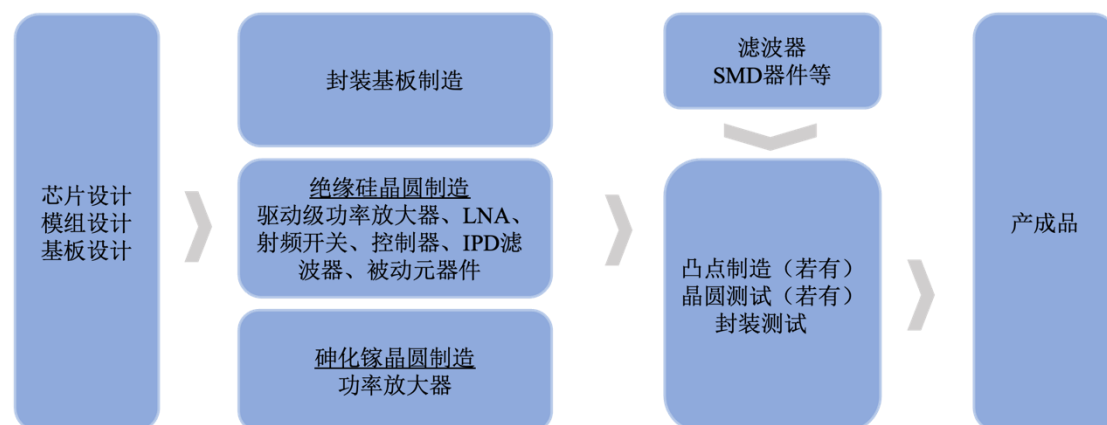 芯片设计
模组设计
基板设计
封装基板制造
绝缘硅晶圆制造
驱动级功率放大器、LNA、
射频开关、控制器、IPD滤
波器、被动元器件
砷化镓晶圆制造
功率放大器
滤波器
SMD器件等
凸点制造（若有）
晶圆测试（若有）
封装测试
产成品